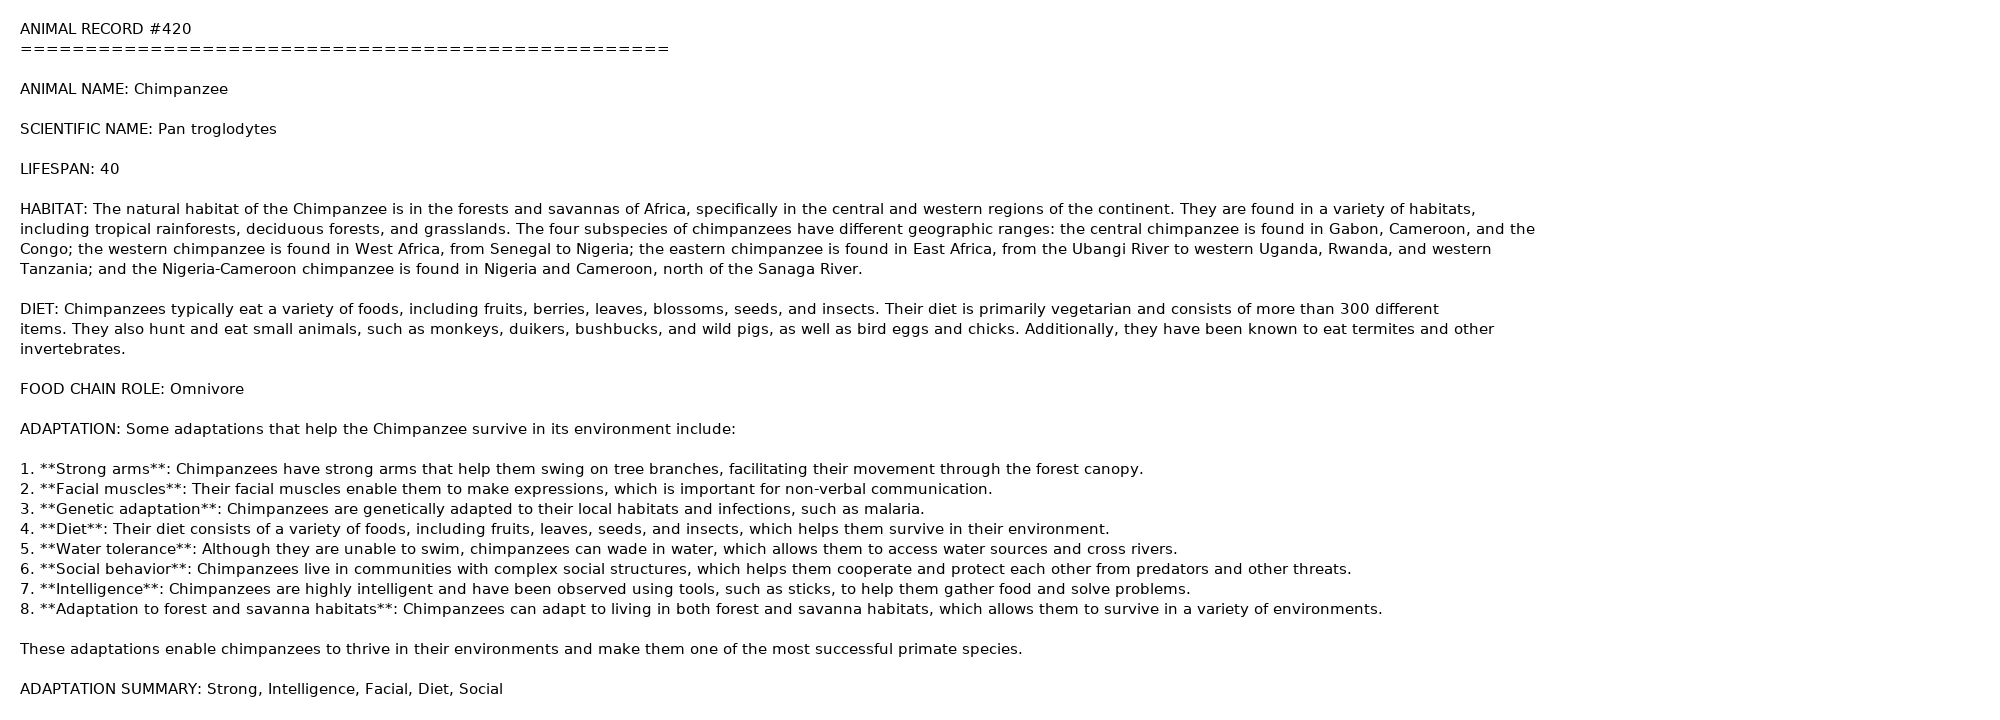 ANIMAL RECORD #420
==================================================
ANIMAL NAME: Chimpanzee
SCIENTIFIC NAME: Pan troglodytes
LIFESPAN: 40
HABITAT: The natural habitat of the Chimpanzee is in the forests and savannas of Africa, specifically in the central and western regions of the continent. They are found in a variety of habitats,
including tropical rainforests, deciduous forests, and grasslands. The four subspecies of chimpanzees have different geographic ranges: the central chimpanzee is found in Gabon, Cameroon, and the
Congo; the western chimpanzee is found in West Africa, from Senegal to Nigeria; the eastern chimpanzee is found in East Africa, from the Ubangi River to western Uganda, Rwanda, and western
Tanzania; and the Nigeria-Cameroon chimpanzee is found in Nigeria and Cameroon, north of the Sanaga River.
DIET: Chimpanzees typically eat a variety of foods, including fruits, berries, leaves, blossoms, seeds, and insects. Their diet is primarily vegetarian and consists of more than 300 different
items. They also hunt and eat small animals, such as monkeys, duikers, bushbucks, and wild pigs, as well as bird eggs and chicks. Additionally, they have been known to eat termites and other
invertebrates.
FOOD CHAIN ROLE: Omnivore
ADAPTATION: Some adaptations that help the Chimpanzee survive in its environment include:
1. **Strong arms**: Chimpanzees have strong arms that help them swing on tree branches, facilitating their movement through the forest canopy.
2. **Facial muscles**: Their facial muscles enable them to make expressions, which is important for non-verbal communication.
3. **Genetic adaptation**: Chimpanzees are genetically adapted to their local habitats and infections, such as malaria.
4. **Diet**: Their diet consists of a variety of foods, including fruits, leaves, seeds, and insects, which helps them survive in their environment.
5. **Water tolerance**: Although they are unable to swim, chimpanzees can wade in water, which allows them to access water sources and cross rivers.
6. **Social behavior**: Chimpanzees live in communities with complex social structures, which helps them cooperate and protect each other from predators and other threats.
7. **Intelligence**: Chimpanzees are highly intelligent and have been observed using tools, such as sticks, to help them gather food and solve problems.
8. **Adaptation to forest and savanna habitats**: Chimpanzees can adapt to living in both forest and savanna habitats, which allows them to survive in a variety of environments.
These adaptations enable chimpanzees to thrive in their environments and make them one of the most successful primate species.
ADAPTATION SUMMARY: Strong, Intelligence, Facial, Diet, Social